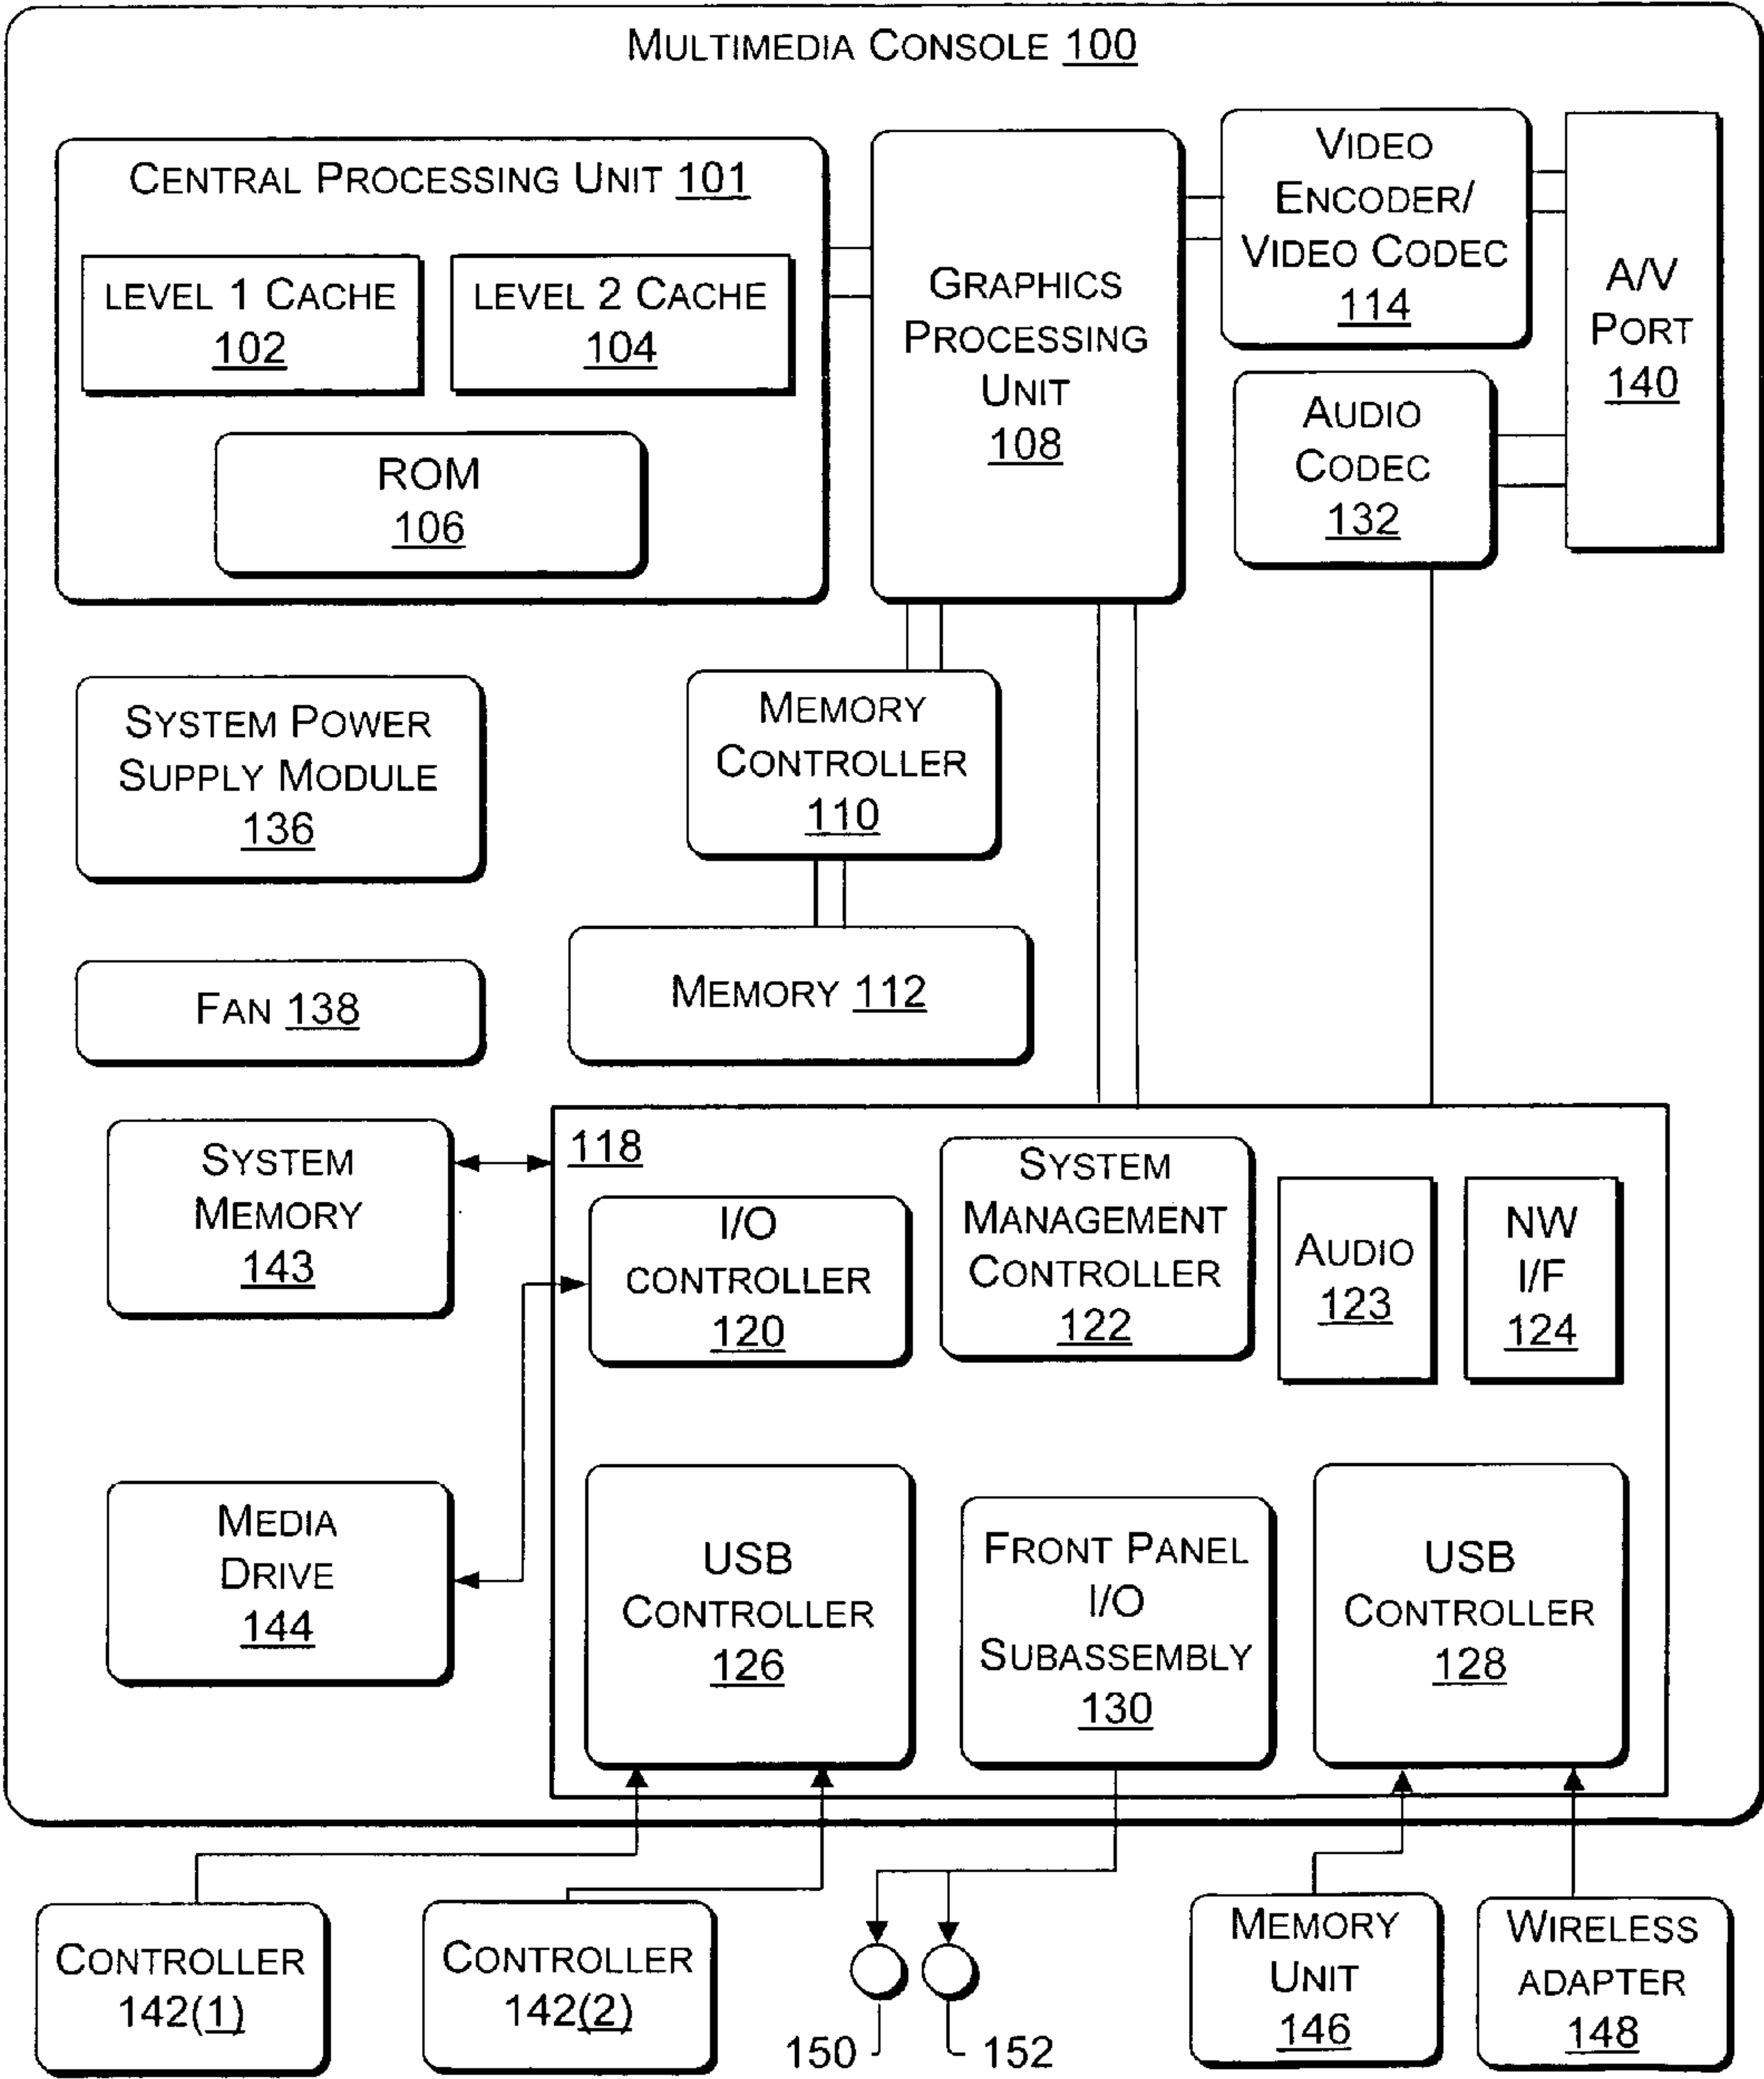 MULTIMEDIA CONSOLE 100
CENTRAL PROCESSING UNIT 101
LEVEL 1 CACHE
102
LEVEL 2 CACHE
104
ROM
106
GRAPHICS
PROCESSING
UNIT
108
VIDEO
ENCODER/
VIDEO CODEC
114
A/V
PORT
140
AUDIO
CODEC
132
SYSTEM POWER
SUPPLY MODULE
136
MEMORY
CONTROLLER
110
FAN 138
MEMORY 112
SYSTEM
MEMORY
143
118
I/O
CONTROLLER
120
SYSTEM
MANAGEMENT
CONTROLLER
122
AUDIO
123
NW
I/F
124
MEDIA
DRIVE
144
USB
CONTROLLER
126
FRONT PANEL
I/O
SUBASSEMBLY
130
USB
CONTROLLER
128
CONTROLLER
142(1)
CONTROLLER
142(2)
150
152
MEMORY
UNIT
146
WIRELESS
ADAPTER
148